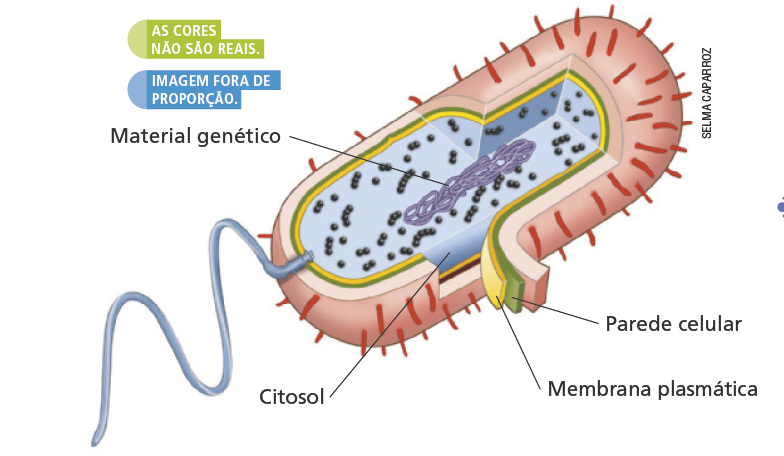 AS CORES
NÃO SÃO REAIS.
IMAGEM FORA DE
PROPORÇÃO.
SELMA CAPARROZ
Material genético
Parede celular
Membrana plasmática
Citosol